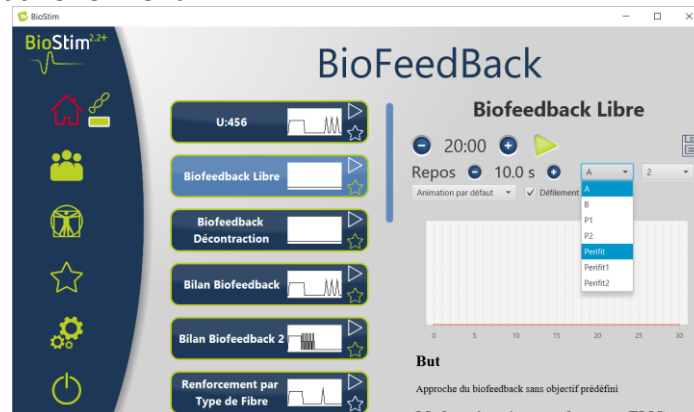 BioStim
BioStim 2.2+
BioFeedBack
U:456
Biofeedback Libre
Biofeedback
Décontraction
Bilan Biofeedback
Bilan Biofeedback 2
Renforcement par
Type de Fibre
Biofeedback Libre
20:00
Repos 10.0 s A 2
Animation par défaut Défilement
A
B
P1
P2
Perifit
Perifit1
Perifit2
0 5 10 15 20 25 30
But
Approche du biofeedback sans objectif prédéfini